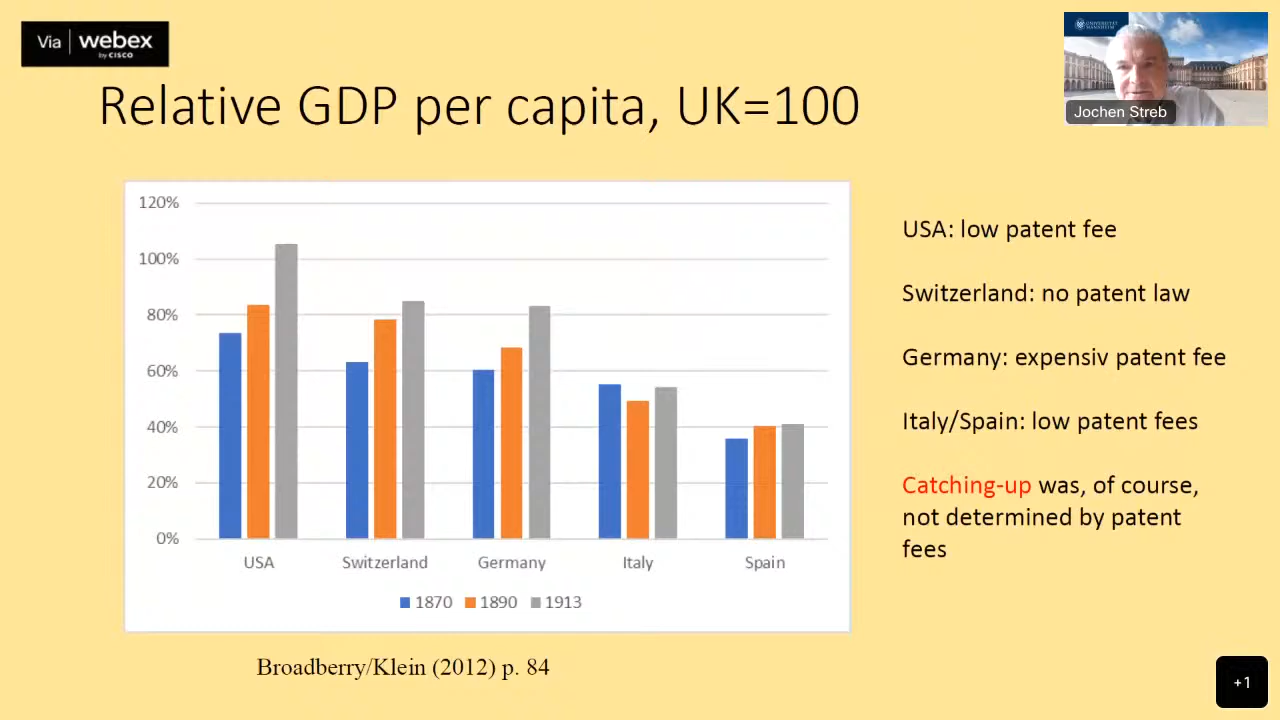 Via webex
by CISCO
Relative GDP per capita, UK=100
UNIVERSITÄT
MANNHEIM
Jochen Streb
120%
100%
80%
60%
40%
20%
0%
USA Switzerland Germany Italy Spain
1870 1890 1913
USA: low patent fee
Switzerland: no patent law
Germany: expensiv patent fee
Italy/Spain: low patent fees
Catching-up was, of course,
not determined by patent
fees
Broadberry/Klein (2012) p. 84
+1